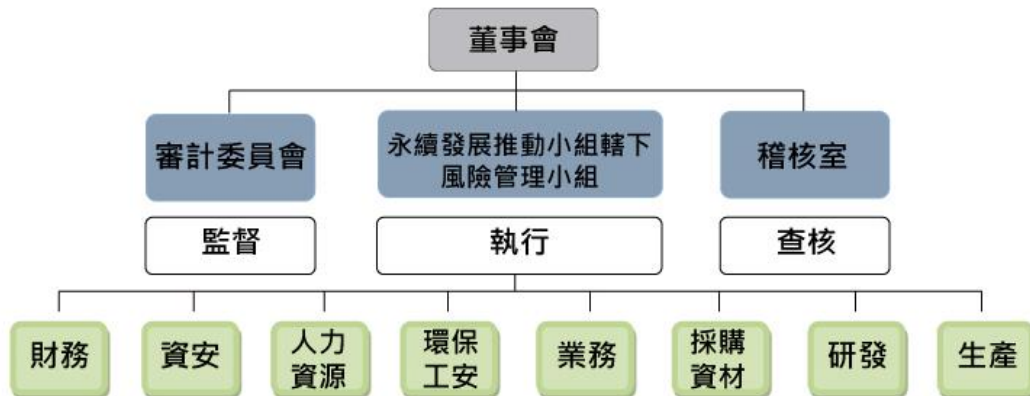 董事會
審計委員會
永續發展推動小組轄下
風險管理小組
稽核室
監督
執行
查核
財務
資安
人力
資源
環保
工安
業務
採購
資材
研發
生產